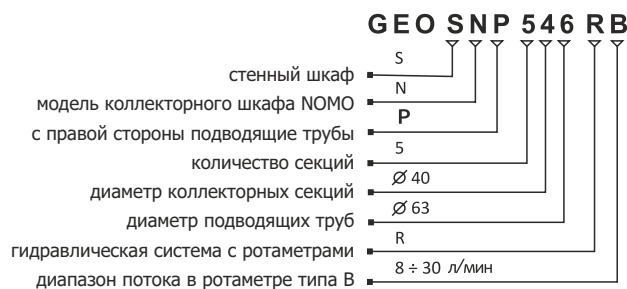 GEO SNP 546 RB
стенный шкаф S
модель коллекторного шкафа NOMO N
с правой стороны подводящие трубы P
количество секций 5
диаметр коллекторных секций Ø 40
диаметр подводящих труб Ø 63
гидравлическая система с ротаметрами R
диапазон потока в ротаметре типа B 8 ÷ 30 л/мин